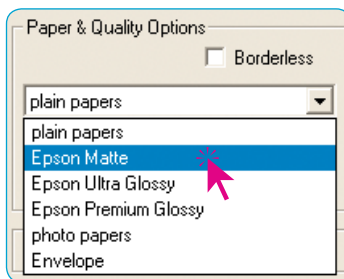 Paper & Quality Options
Borderless
plain papers
plain papers
Epson Matte
Epson Ultra Glossy
Epson Premium Glossy
photo papers
Envelope